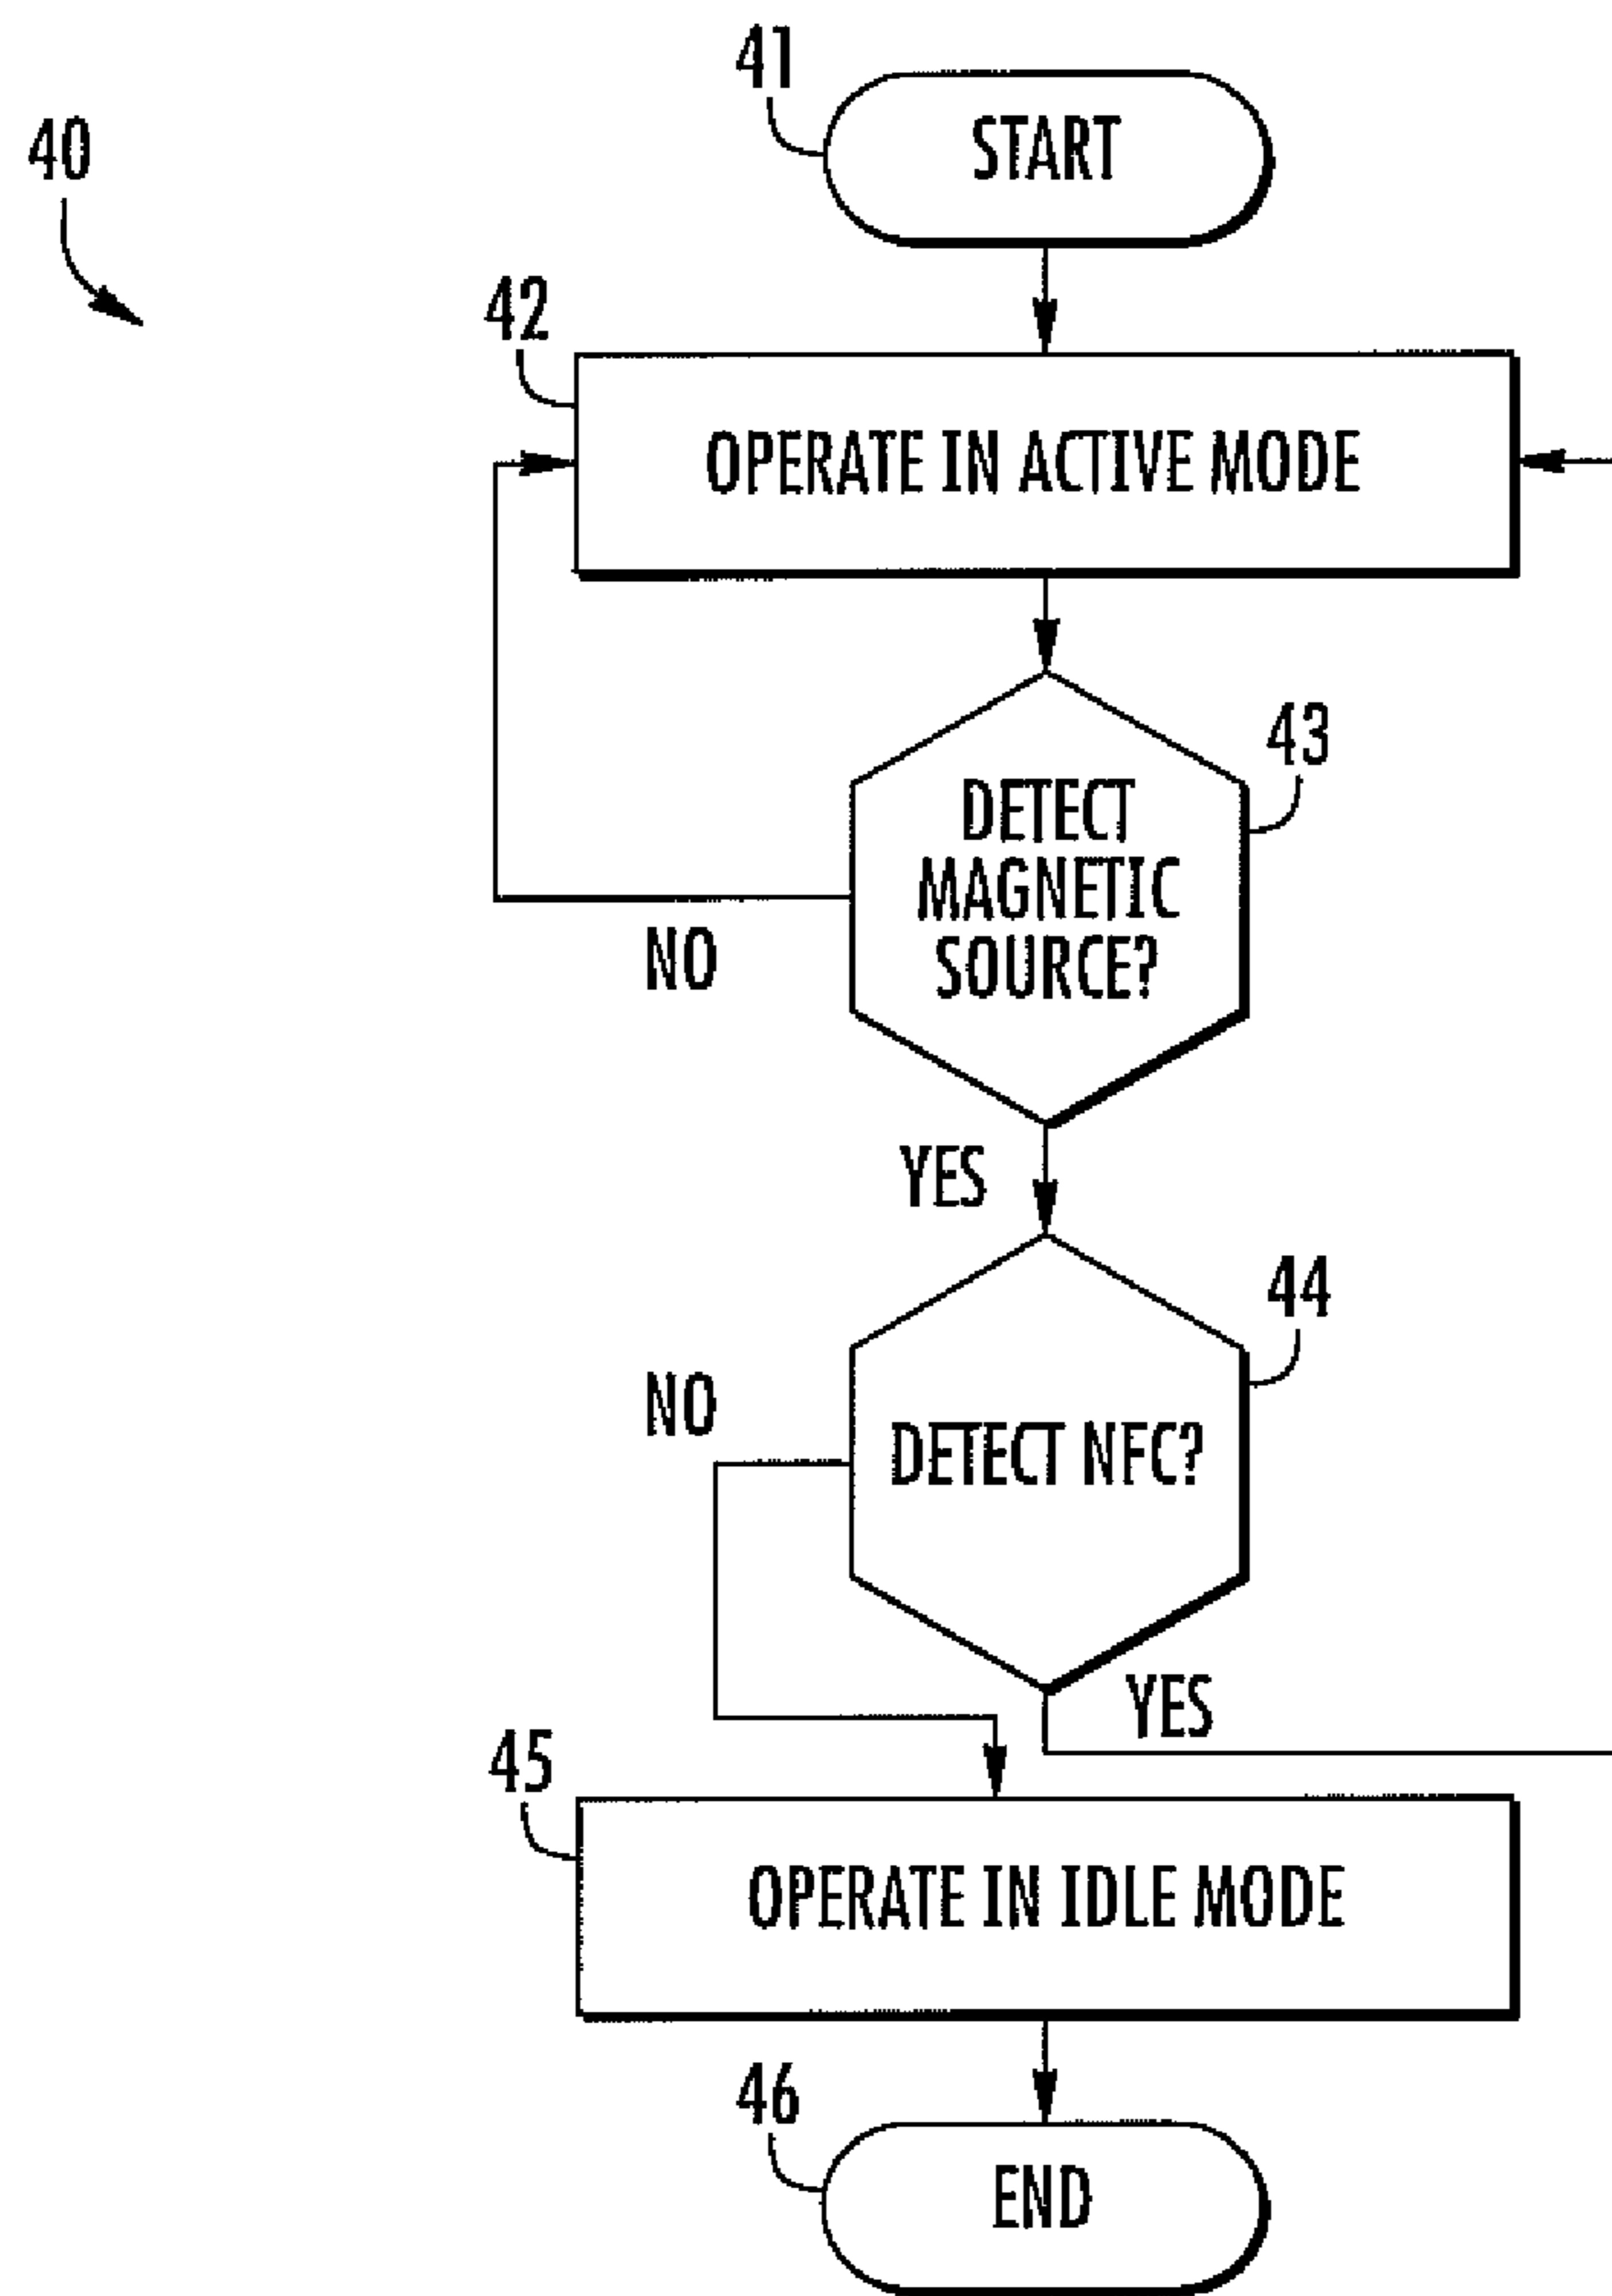 41
START
40
42
OPERATE IN ACTIVE MODE
43
DETECT
MAGNETIC
SOURCE?
NO
YES
44
NO
DETECT NFC?
YES
45
OPERATE IN IDLE MODE
46
END